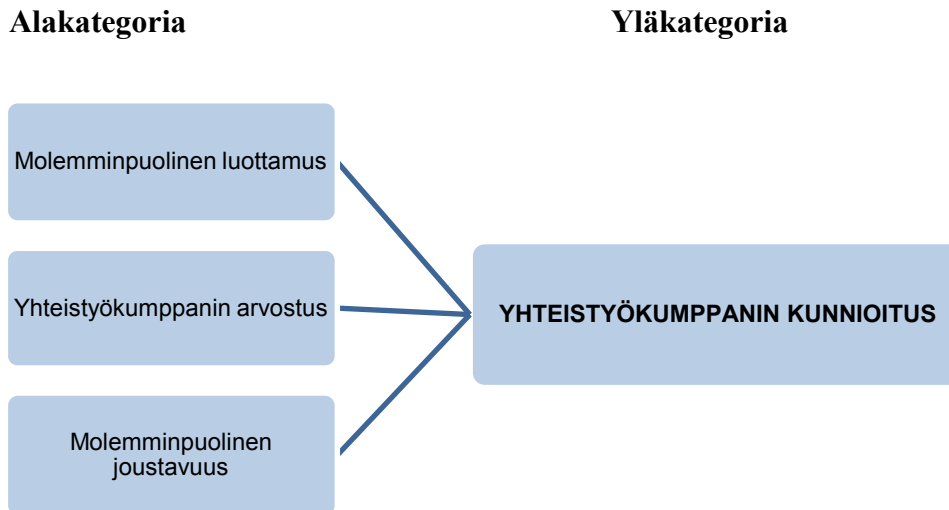 Alakategoria
Yläkategoria
Molemminpuolinen luottamus
Yhteistyökumppanin arvostus
YHTEISTYÖKUMPPANIN KUNNIOITUS
Molemminpuolinen
joustavuus